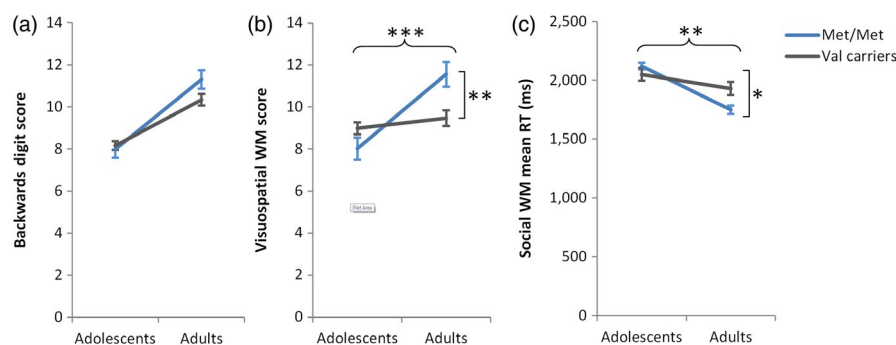 (a)
Backwards digit score
14
12
10
8
6
4
2
0
Adolescents Adults
(b)
Visuospatial WM score
14
12
10
8
6
4
2
0
***
**
Plot Area
Adolescents Adults
(c)
Social WM mean RT (ms)
2,500
2,000
1,500
1,000
500
0
**
*
Adolescents Adults
Met/Met
Val carriers